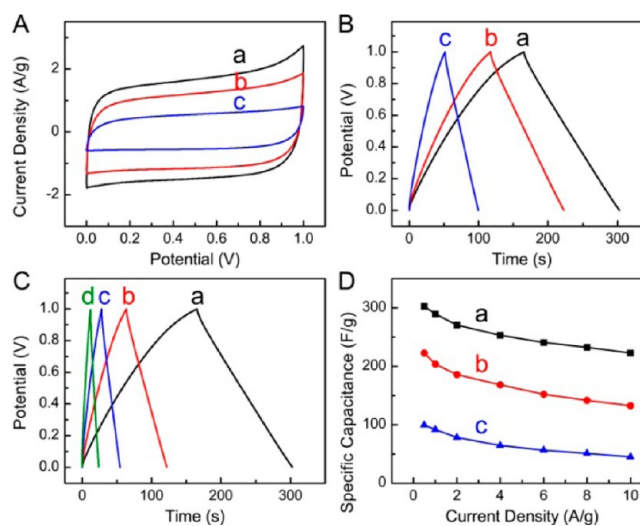 A
a
b
c
Current Density (A/g)
2
0
-2
0.0 0.2 0.4 0.6 0.8 1.0
Potential (V)
B
c b a
Potential (V)
1.0
0.8
0.6
0.4
0.2
0.0
0 100 200 300
Time (s)
C
d c b a
Potential (V)
1.0
0.8
0.6
0.4
0.2
0.0
0 100 200 300
Time (s)
D
a
b
c
Specific Capacitance (F/g)
300
200
100
0
0 2 4 6 8 10
Current Density (A/g)